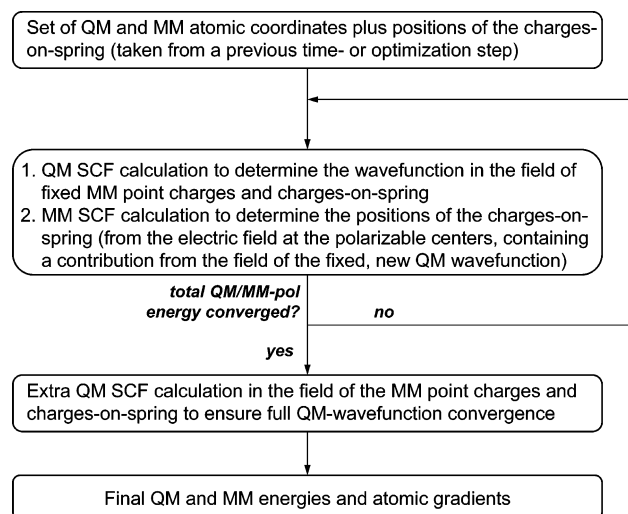 Set of QM and MM atomic coordinates plus positions of the charges-
on-spring (taken from a previous time- or optimization step)
1. QM SCF calculation to determine the wavefunction in the field of
fixed MM point charges and charges-on-spring
2. MM SCF calculation to determine the positions of the charges-on-
spring (from the electric field at the polarizable centers, containing
a contribution from the field of the fixed, new QM wavefunction)
total QM/MM-pol
energy converged? no
yes
Extra QM SCF calculation in the field of the MM point charges and
charges-on-spring to ensure full QM-wavefunction convergence
Final QM and MM energies and atomic gradients